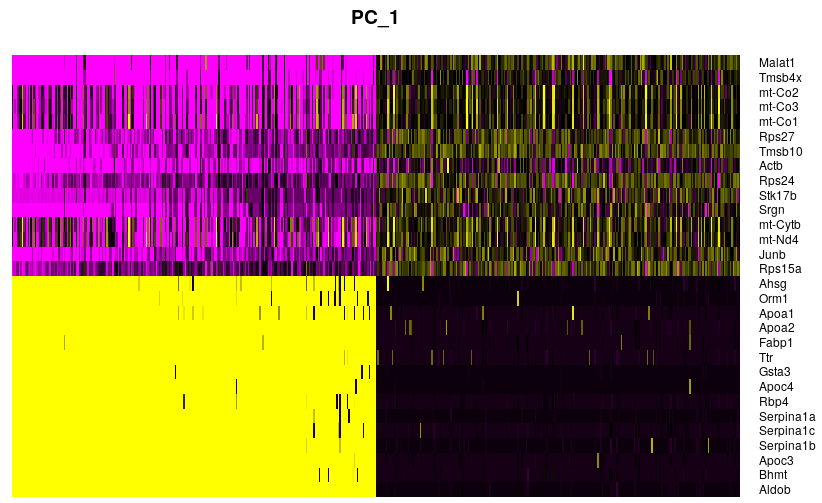 PC_1
Malat1
Tmsb4x
mt-Co2
mt-Co3
mt-Co1
Rps27
Tmsb10
Actb
Rps24
Stk17b
Srgn
mt-Cytb
mt-Nd4
Junb
Rps15a
Ahsg
Orm1
Apoa1
Apoa2
Fabp1
Ttr
Gsta3
Apoc4
Rbp4
Serpina1a
Serpina1c
Serpina1b
Apoc3
Bhmt
Aldob